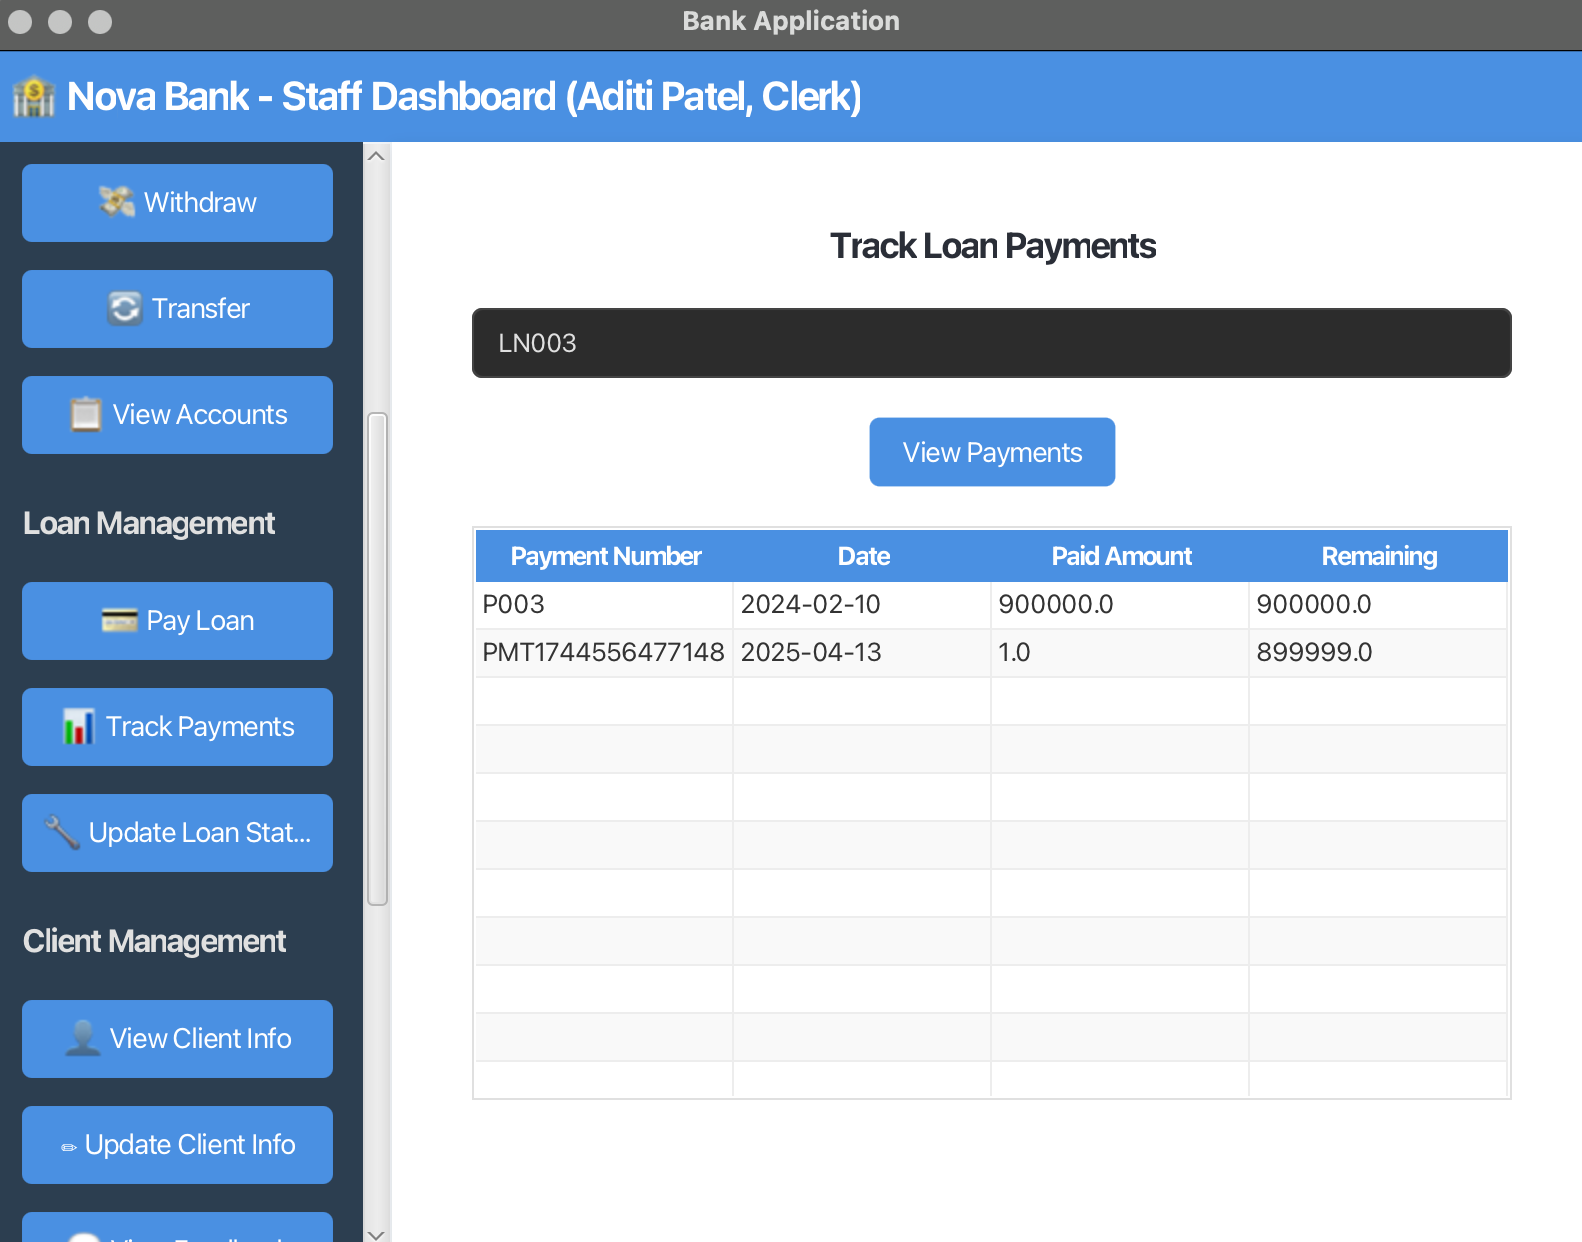 Bank Application
Nova Bank - Staff Dashboard (Aditi Patel, Clerk)
Withdraw
Transfer
View Accounts
Loan Management
Pay Loan
Track Payments
Update Loan Stat...
Client Management
View Client Info
Update Client Info
Track Loan Payments
LN003
View Payments
Payment Number Date Paid Amount Remaining
P003 2024-02-10 900000.0 900000.0
PMT1744556477148 2025-04-13 1.0 899999.0